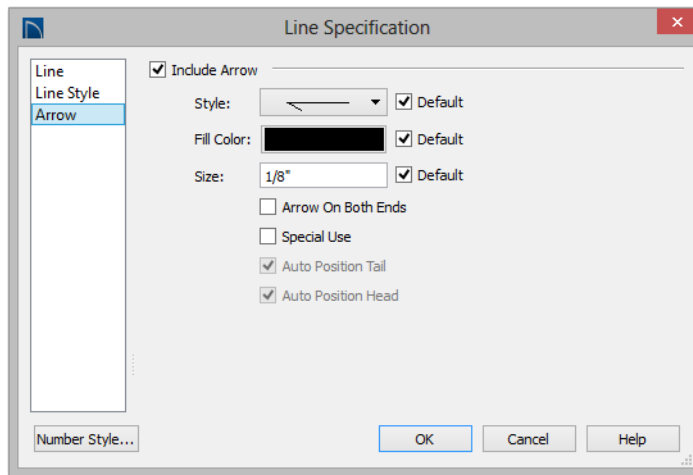 Line Specification
Line
Line Style
Arrow
Include Arrow
Style:
Default
Fill Color:
Default
Size:
1/8"
Default
Arrow On Both Ends
Special Use
Auto Position Tail
Auto Position Head
Number Style...
OK
Cancel
Help